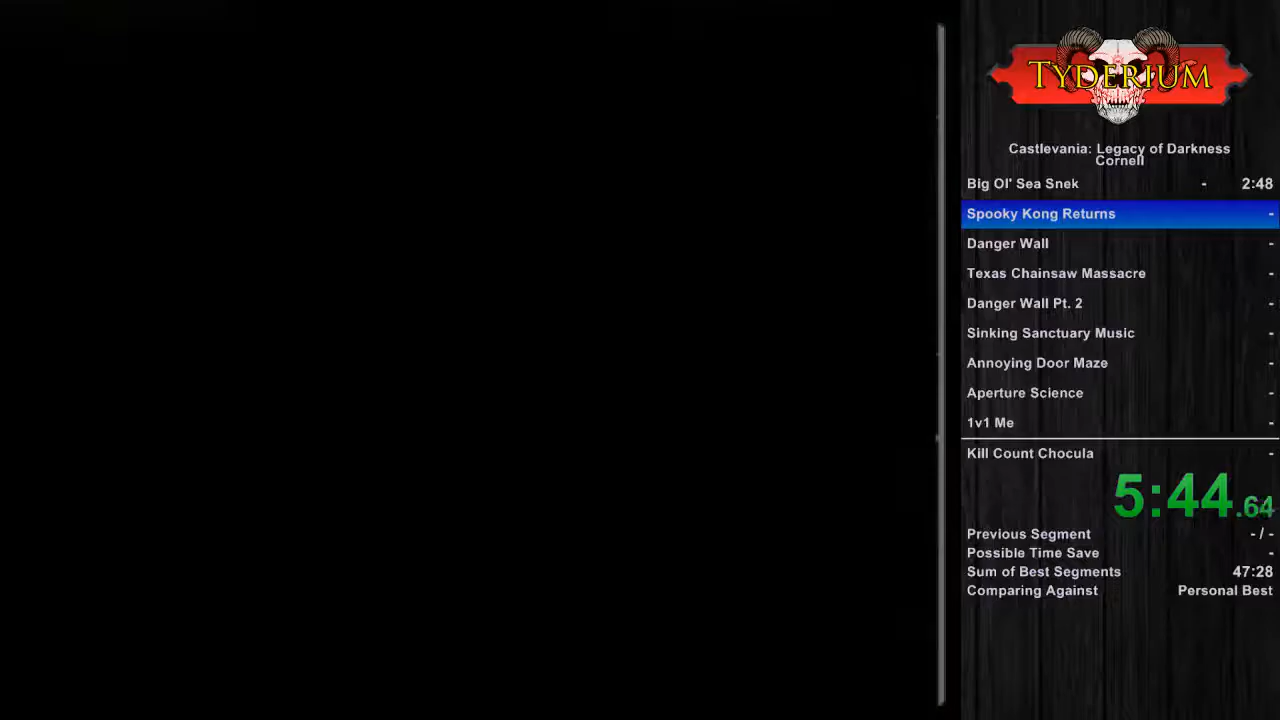 TYDERIUM
Castlevania: Legacy of Darkness
Cornell
Big Ol' Sea Snek - 2:48
Spooky Kong Returns -
Danger Wall -
Texas Chainsaw Massacre -
Danger Wall Pt. 2 -
Sinking Sanctuary Music -
Annoying Door Maze -
Aperture Science -
1v1 Me -
Kill Count Chocula -
5:44.64
Previous Segment - / -
Possible Time Save -
Sum of Best Segments 47:28
Comparing Against Personal Best